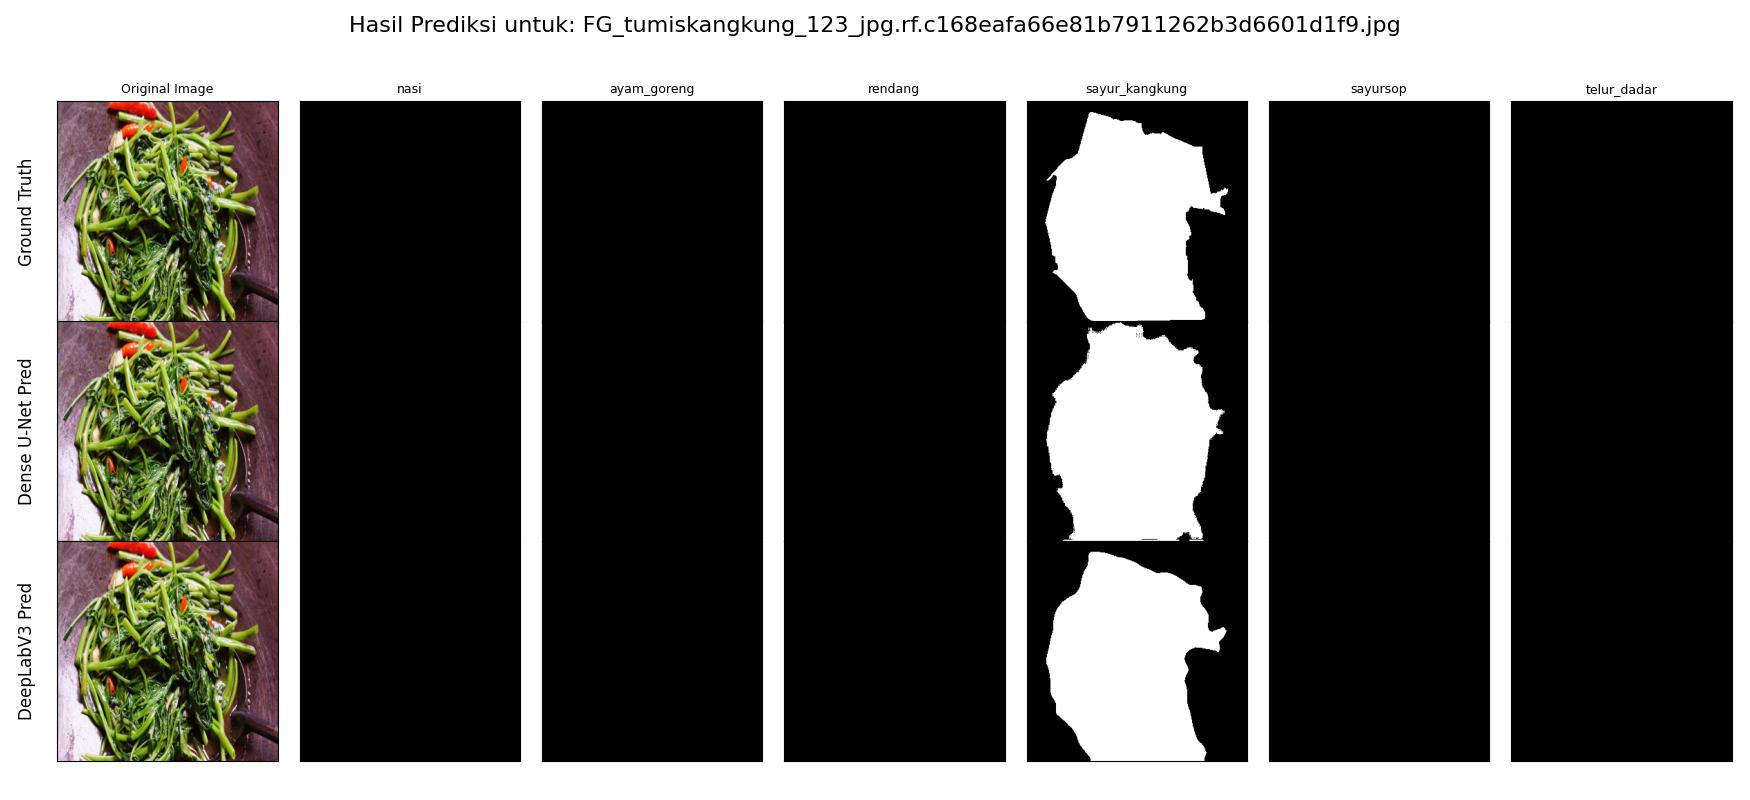 Hasil Prediksi untuk: FG_tumiskangkung_123_jpg.rf.c168eafa66e81b7911262b3d6601d1f9.jpg
Original Image
nasi
ayam_goreng
rendang
sayur_kangkung
sayursop
telur_dadar
Ground Truth
Dense U-Net Pred
DeepLabV3 Pred